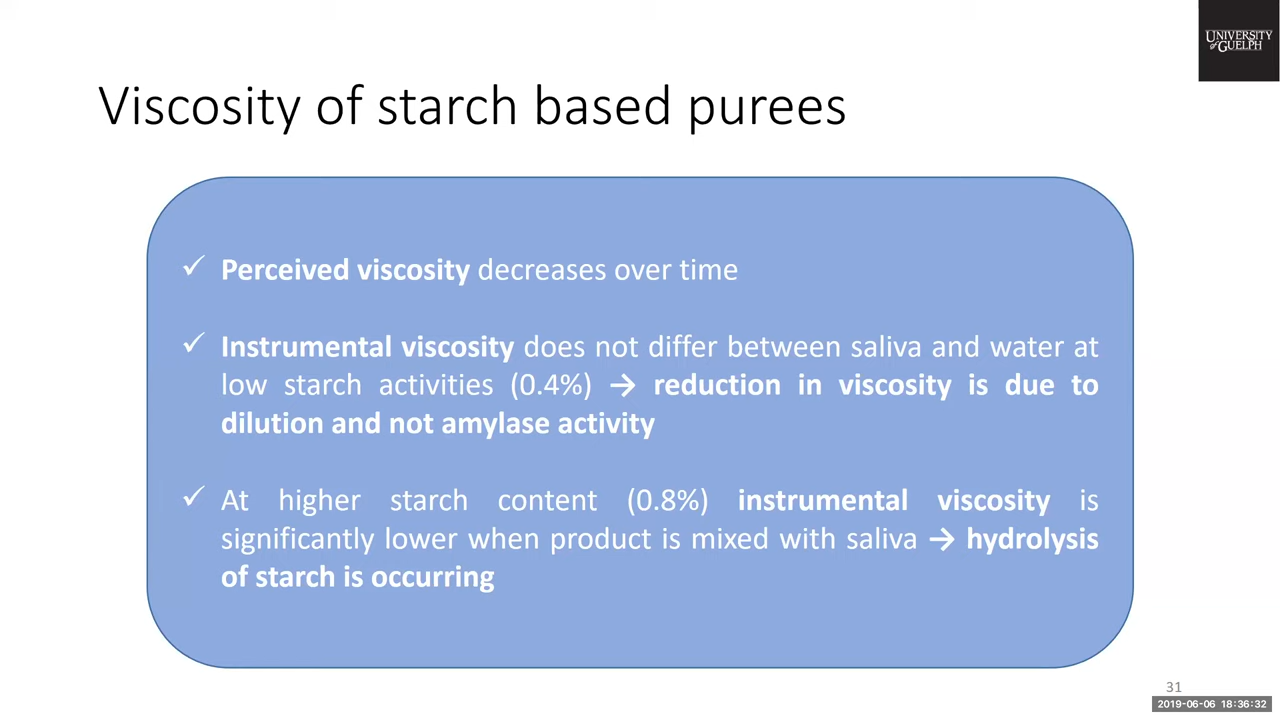 UNIVERSITY
of GUELPH
Viscosity of starch based purees
✓ Perceived viscosity decreases over time
✓ Instrumental viscosity does not differ between saliva and water at
low starch activities (0.4%) → reduction in viscosity is due to
dilution and not amylase activity
✓ At higher starch content (0.8%) instrumental viscosity is
significantly lower when product is mixed with saliva → hydrolysis
of starch is occurring
31
2019-06-06 18:36:32